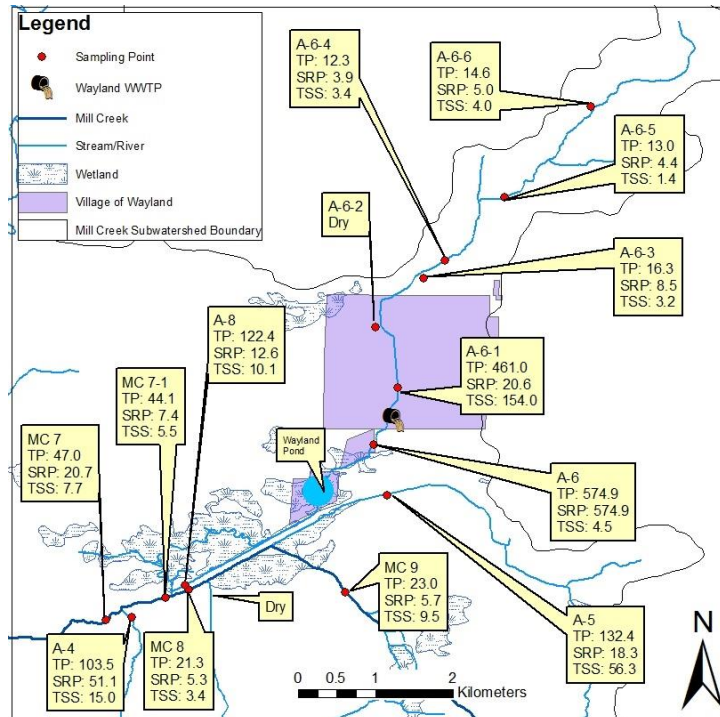 Legend
Sampling Point
Wayland WWTP
Mill Creek
Stream/River
Wetland
Village of Wayland
Mill Creek Subwatershed Boundary
A-6-4
TP: 12.3
SRP: 3.9
TSS: 3.4
A-6-6
TP: 14.6
SRP: 5.0
TSS: 4.0
A-6-5
TP: 13.0
SRP: 4.4
TSS: 1.4
A-6-2
Dry
A-6-3
TP: 16.3
SRP: 8.5
TSS: 3.2
A-8
TP: 122.4
SRP: 12.6
TSS: 10.1
A-6-1
TP: 461.0
SRP: 20.6
TSS: 154.0
MC 7-1
TP: 44.1
SRP: 7.4
TSS: 5.5
MC 7
TP: 47.0
SRP: 20.7
TSS: 7.7
Wayland
Pond
A-6
TP: 574.9
SRP: 574.9
TSS: 4.5
MC 9
TP: 23.0
SRP: 5.7
TSS: 9.5
Dry
A-5
TP: 132.4
SRP: 18.3
TSS: 56.3
A-4
TP: 103.5
SRP: 51.1
TSS: 15.0
MC 8
TP: 21.3
SRP: 5.3
TSS: 3.4
N
0 0.5 1 2
Kilometers